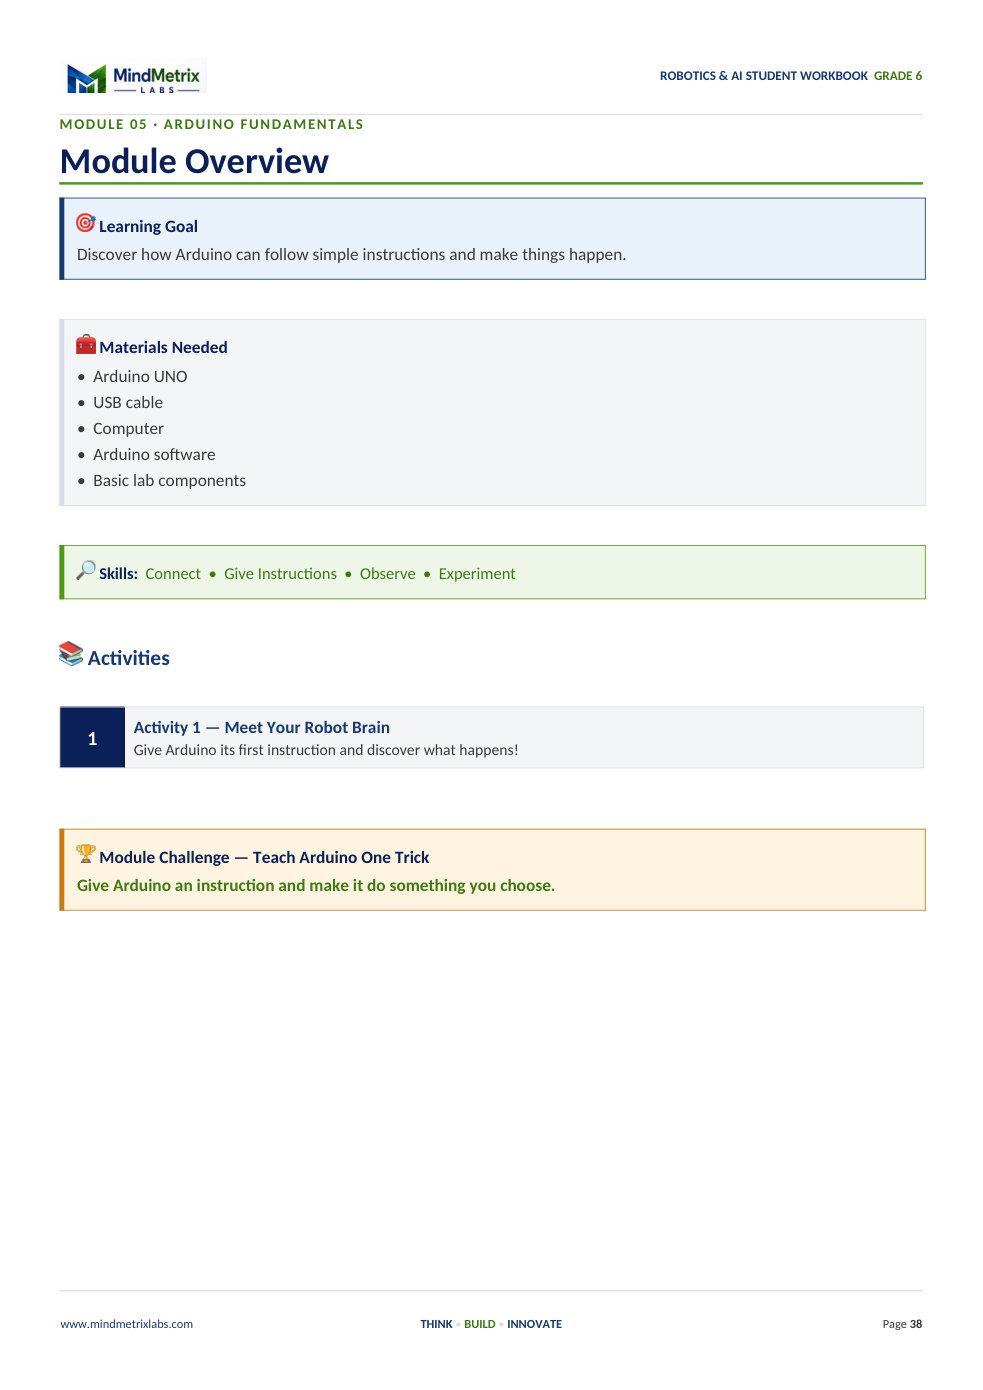 MindMetrix
LABS
ROBOTICS & AI STUDENT WORKBOOK GRADE 6
MODULE 05 · ARDUINO FUNDAMENTALS
Module Overview
Learning Goal
Discover how Arduino can follow simple instructions and make things happen.
Materials Needed
• Arduino UNO
• USB cable
• Computer
• Arduino software
• Basic lab components
Skills: Connect • Give Instructions • Observe • Experiment
Activities
1
Activity 1 — Meet Your Robot Brain
Give Arduino its first instruction and discover what happens!
Module Challenge — Teach Arduino One Trick
Give Arduino an instruction and make it do something you choose.
www.mindmetrixlabs.com
THINK • BUILD • INNOVATE
Page 38